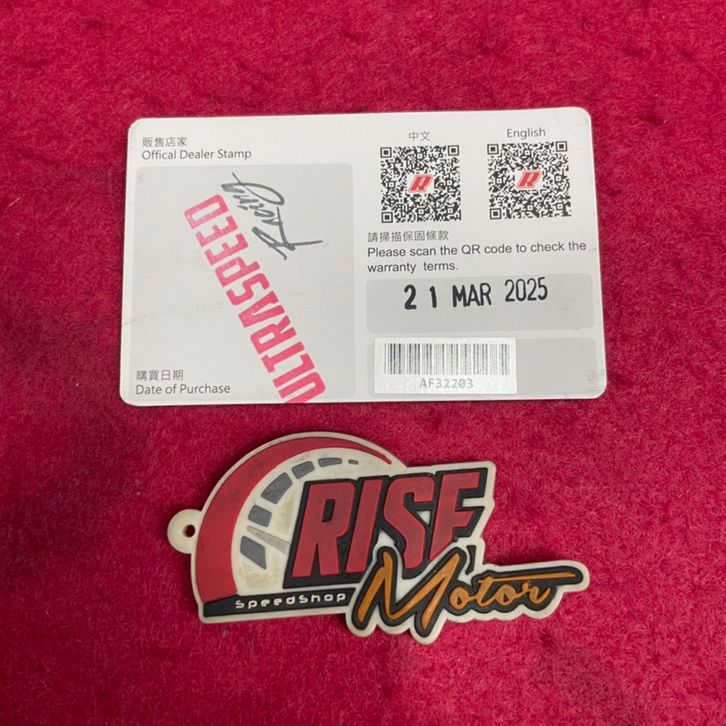 販售店家
Offical Dealer Stamp
ULTRASPEED
Racing
購買日期
Date of Purchase
中文
English
R
R
請掃描保固條款
Please scan the QR code to check the
warranty terms.
21 MAR 2025
AF32203
RISE
SpeedShop
Motor